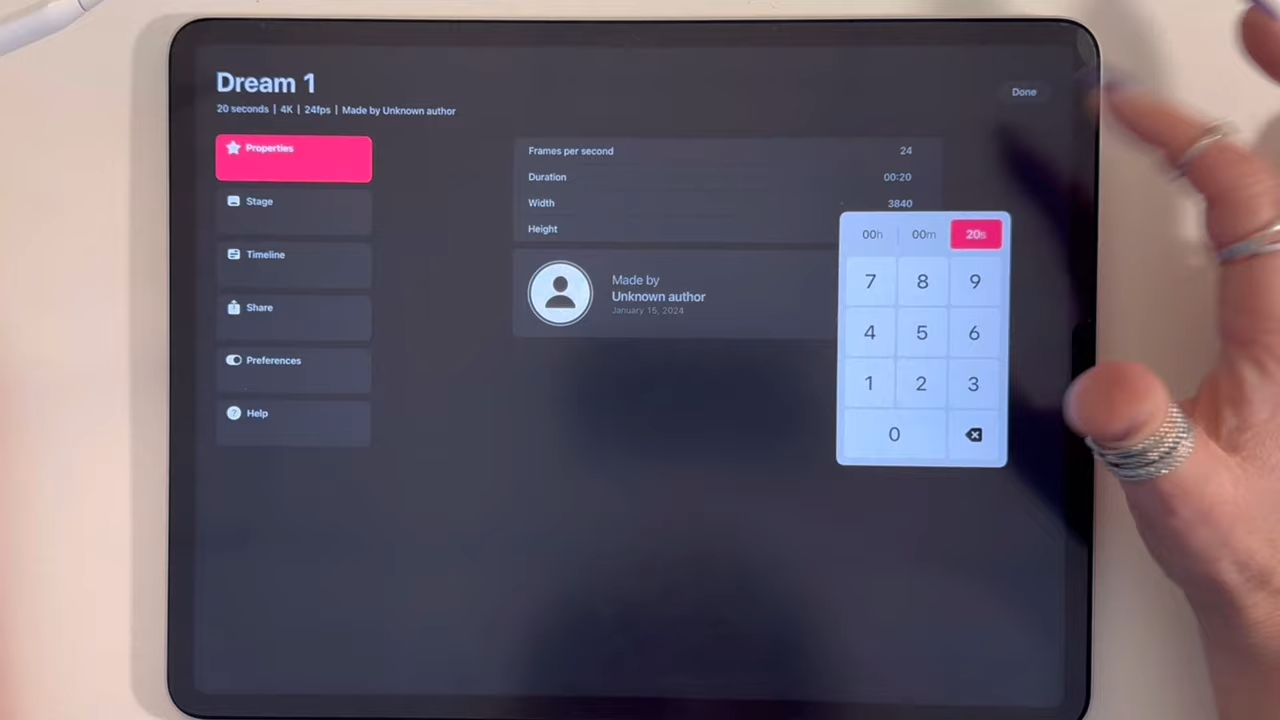 Dream 1
20 seconds | 4K | 24fps | Made by Unknown author
Done
Properties
Stage
Timeline
Share
Preferences
Help
Frames per second 24
Duration 00:20
Width 3840
Height
Made by
Unknown author
January 15, 2024
00h 00m 20s
7 8 9
4 5 6
1 2 3
0